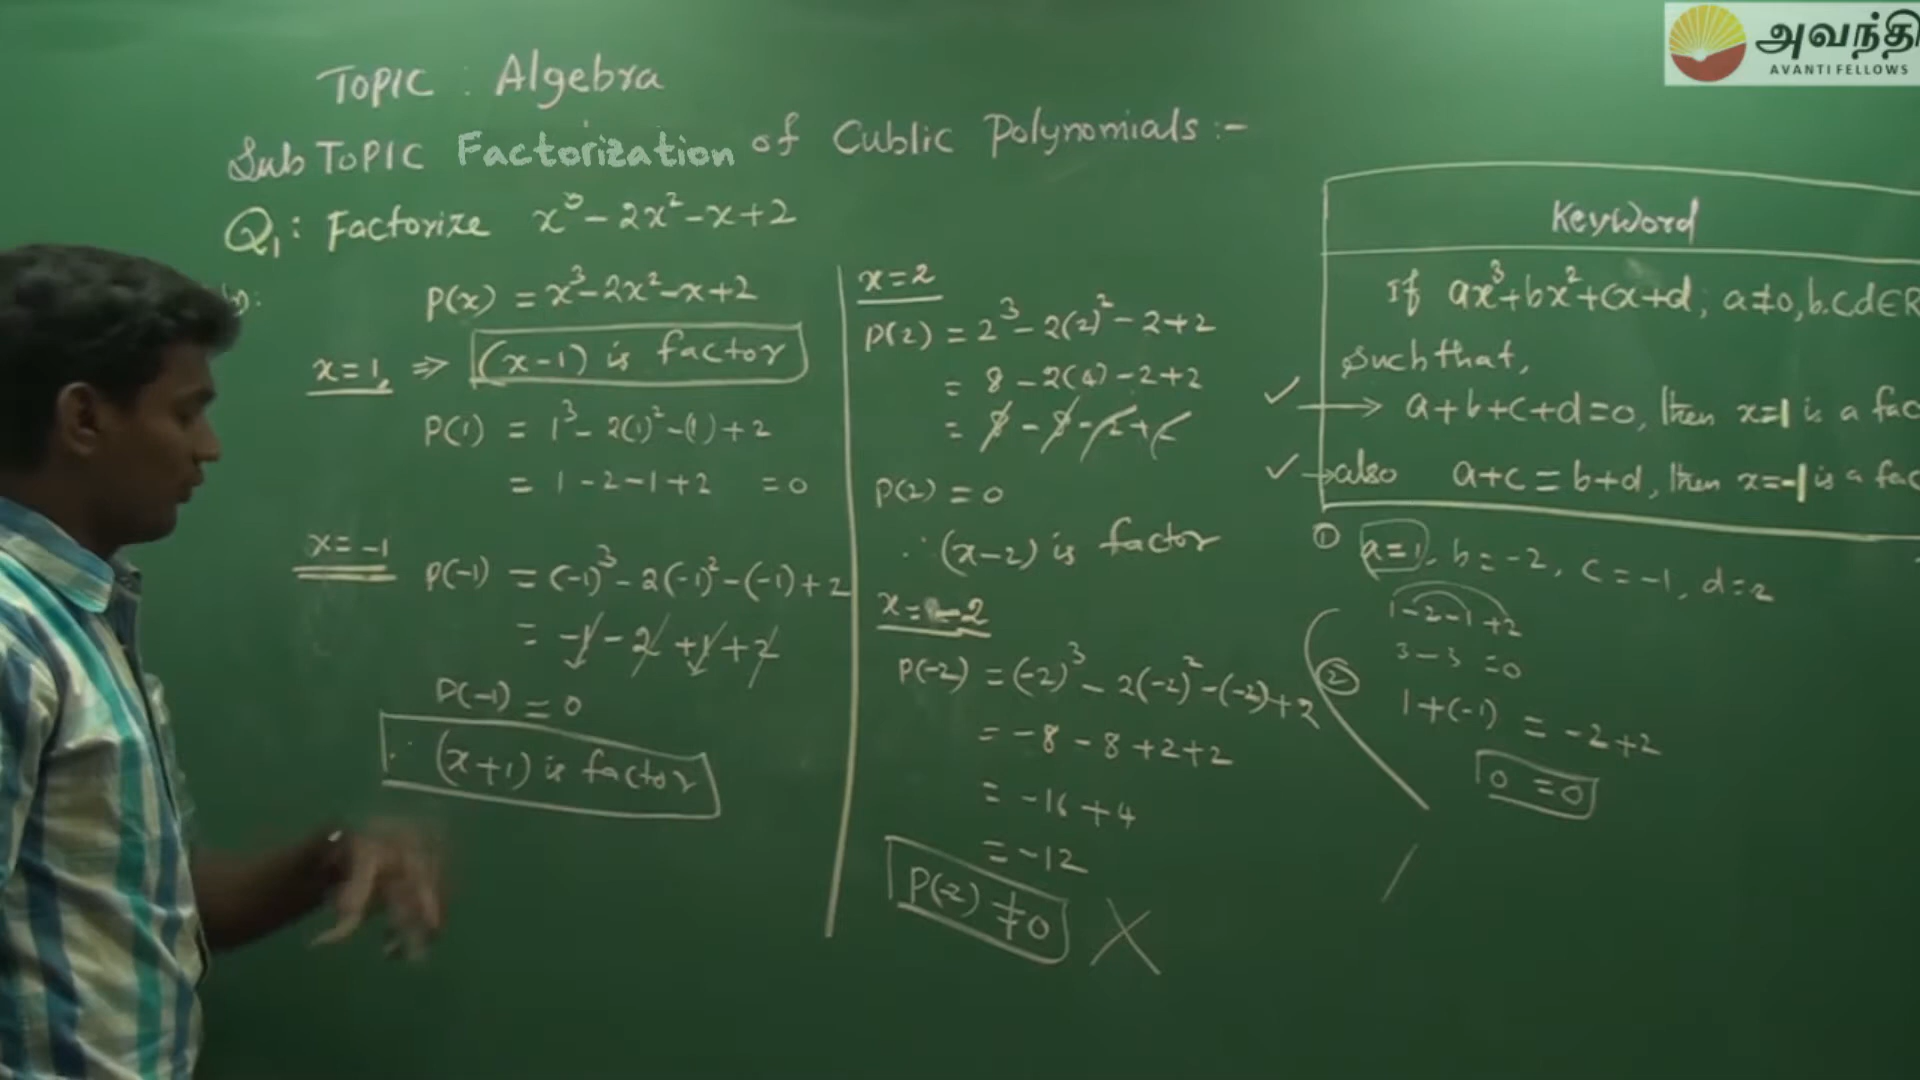 அவந்தி
AVANTI FELLOWS
TOPIC : Algebra
Sub TOPIC Factorization of Cublic Polynomials :-
Q1 : Factorize x³ - 2x² - x + 2
P(x) = x³ - 2x² - x + 2
x = 1 ⇒ (x-1) is factor
P(1) = 1³ - 2(1)² - (1) + 2
= 1 - 2 - 1 + 2 = 0
x = -1
P(-1) = (-1)³ - 2(-1)² - (-1) + 2
= -1 - 2 + 1 + 2
P(-1) = 0
∴ (x+1) is factor
x = 2
P(2) = 2³ - 2(2)² - 2 + 2
= 8 - 2(4) - 2 + 2
= 8 - 8 - 2 + 2
P(2) = 0
∴ (x-2) is factor
x = -2
P(-2) = (-2)³ - 2(-2)² - (-2) + 2
= -8 - 8 + 2 + 2
= -16 + 4
= -12
P(-2) ≠ 0 X
Keyword
If ax³ + bx² + cx + d ; a≠0, b.c.d ∈ R
such that,
✓ → a+b+c+d=0, then x=1 is a fac
✓ → also a+c = b+d, then x=-1 is a fac
① a=1, b=-2, c=-1, d=2
1-2-1+2
3-3 = 0
② 1+(-1) = -2+2
0 = 0